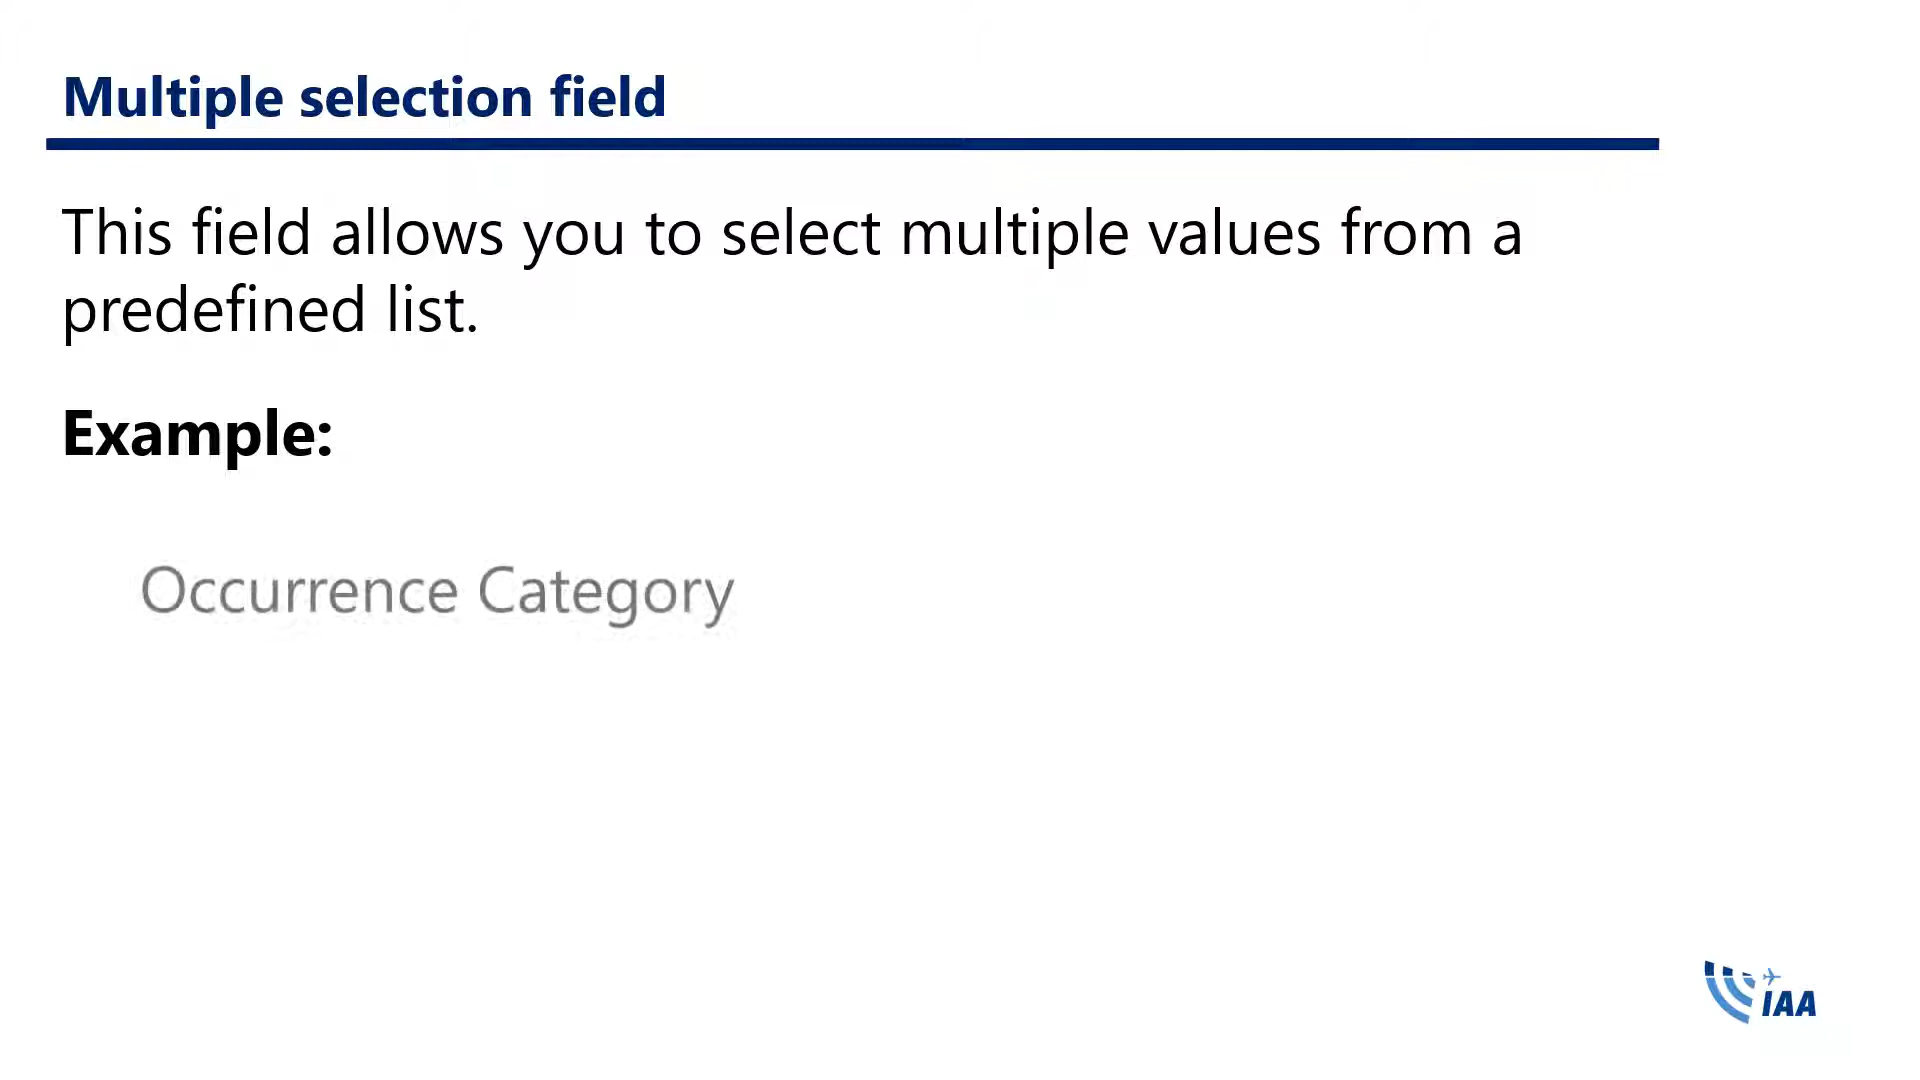 Multiple selection field
This field allows you to select multiple values from a
predefined list.
Example:
Occurrence Category
IAA